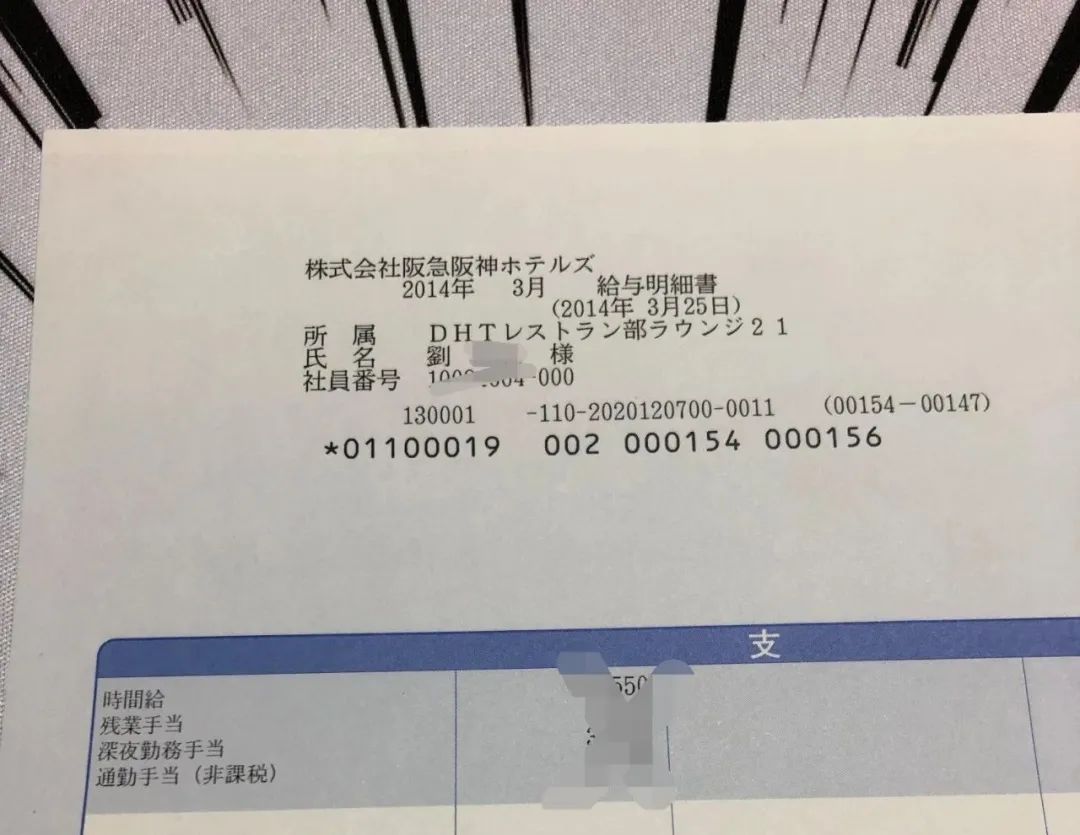 株式会社阪急阪神ホテルズ
2014年 3月 給与明細書
(2014年 3月25日)
所 属 DHTレストラン部ラウンジ21
氏 名 劉 様
社員番号 -000
130001 -110-2020120700-0011 (00154-00147)
*01100019 002 000154 000156
支
時間給
残業手当
深夜勤務手当
通勤手当(非課税)